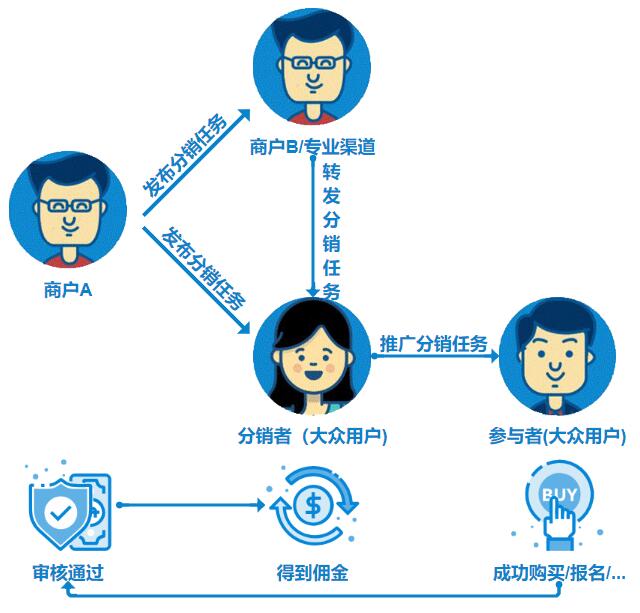 商户B/专业渠道
发布分销任务
转发分销任务
商户A
发布分销任务
推广分销任务
分销者（大众用户)
参与者(大众用户)
$
BUY
审核通过
得到佣金
成功购买/报名/...